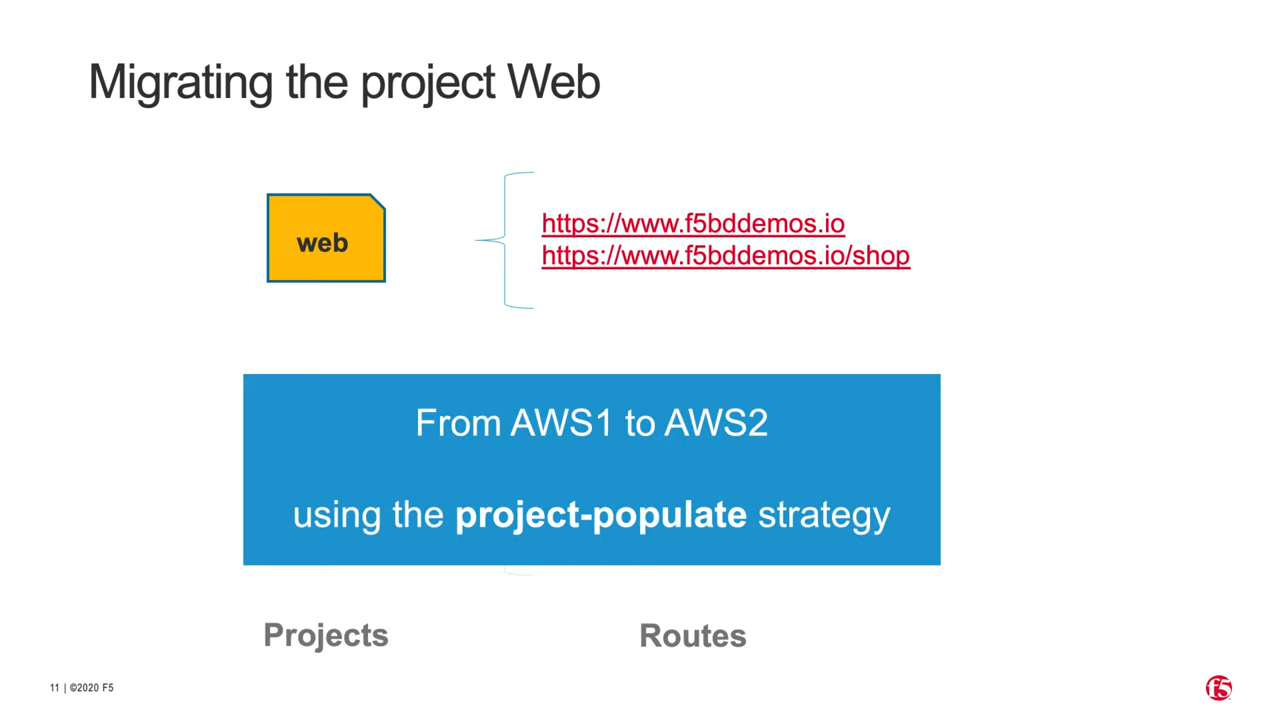 Migrating the project Web
web
https://www.f5bddemos.io
https://www.f5bddemos.io/shop
From AWS1 to AWS2
using the project-populate strategy
Projects
Routes
11 | ©2020 F5
f5